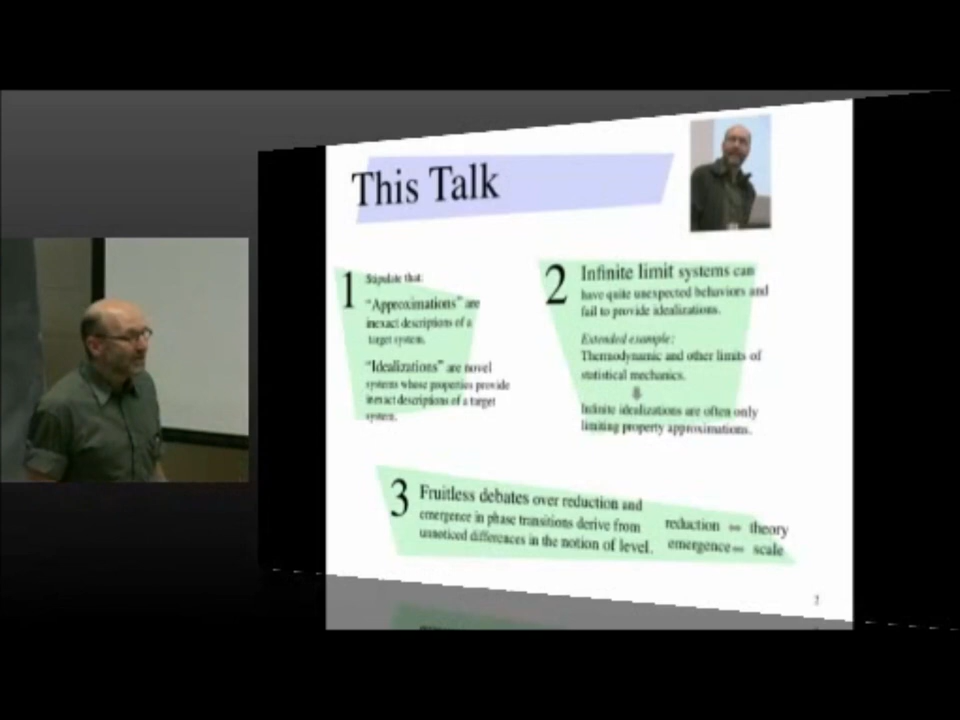 This Talk
1
Stipulate that:
"Approximations" are
inexact descriptions of a
target system.
"Idealizations" are novel
systems whose properties provide
inexact descriptions of a target
system.
2
Infinite limit systems can
have quite unexpected behaviors and
fail to provide idealizations.
Extended example:
Thermodynamic and other limits of
statistical mechanics.
Infinite idealizations are often only
limiting property approximations.
3
Fruitless debates over reduction and
emergence in phase transitions derive from
unnoticed differences in the notion of level.
reduction ↔ theory
emergence ↔ scale